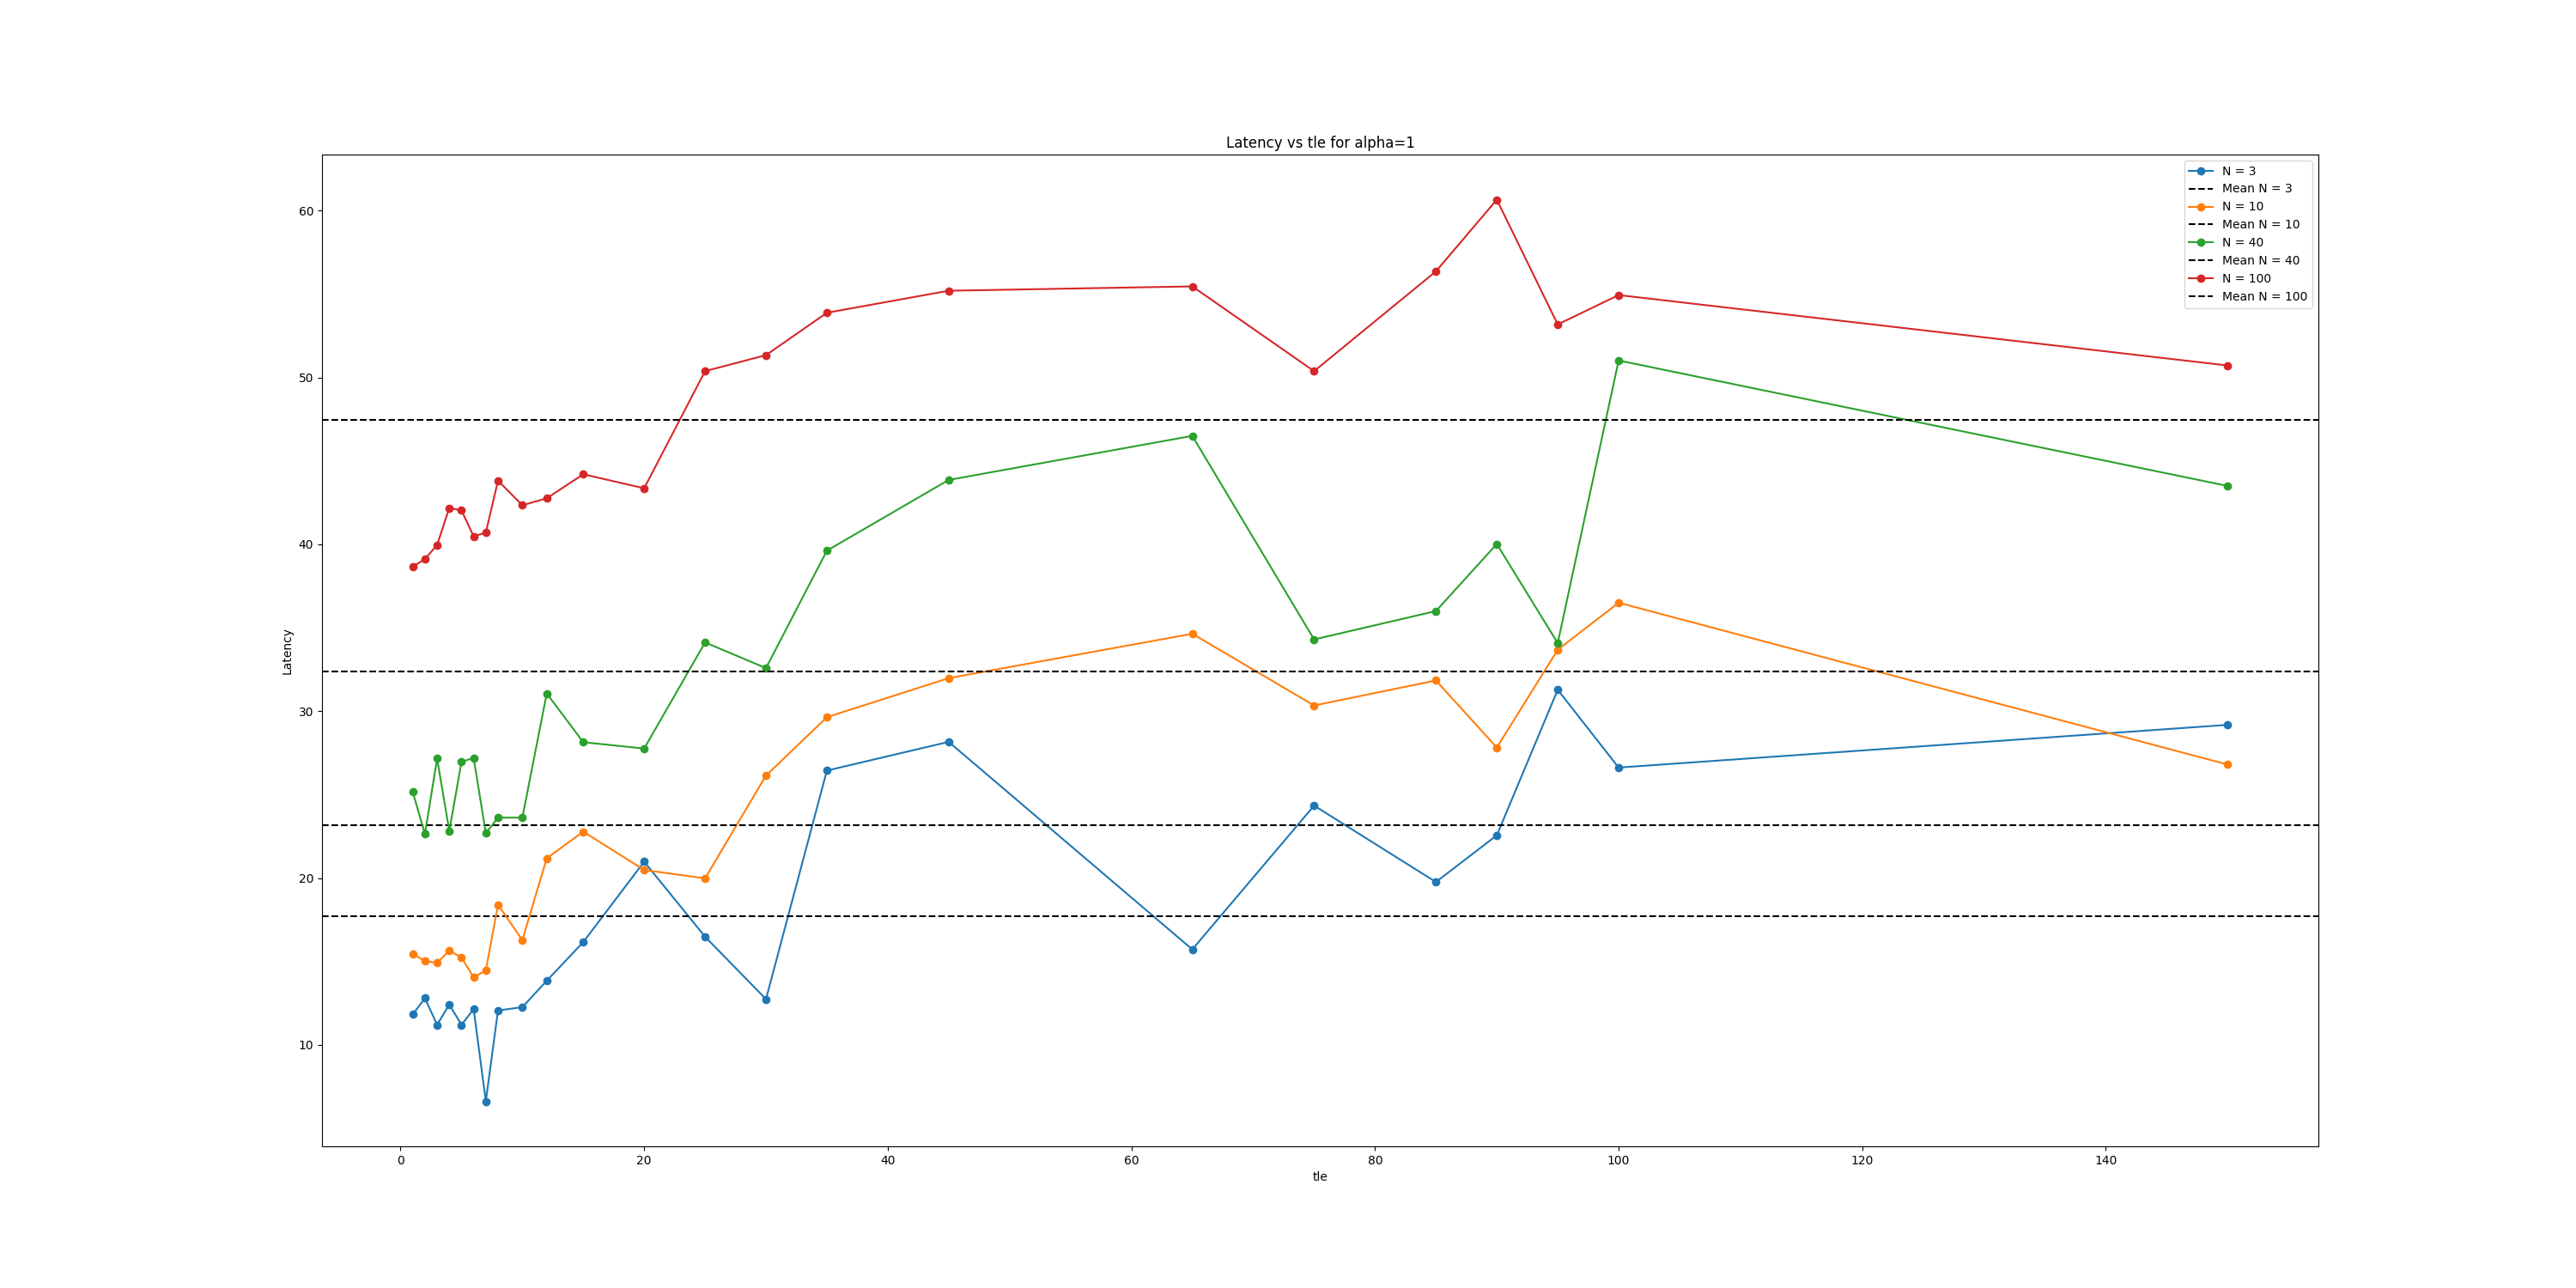 Latency vs tle for alpha=1
N = 3
Mean N = 3
N = 10
Mean N = 10
N = 40
Mean N = 40
N = 100
Mean N = 100
60
50
40
30
20
10
Latency
0 20 40 60 80 100 120 140
tle